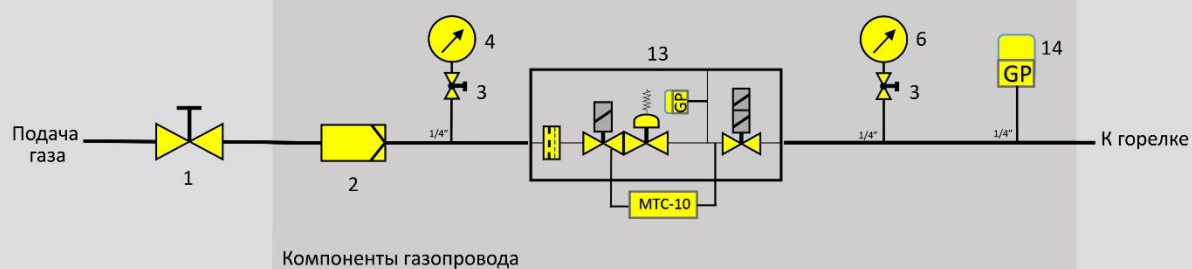 4
6
14
13
GP
3
GP
3
Подача
газа
1/4"
1/4"
1/4"
К горелке
1
2
МТС-10
Компоненты газопровода